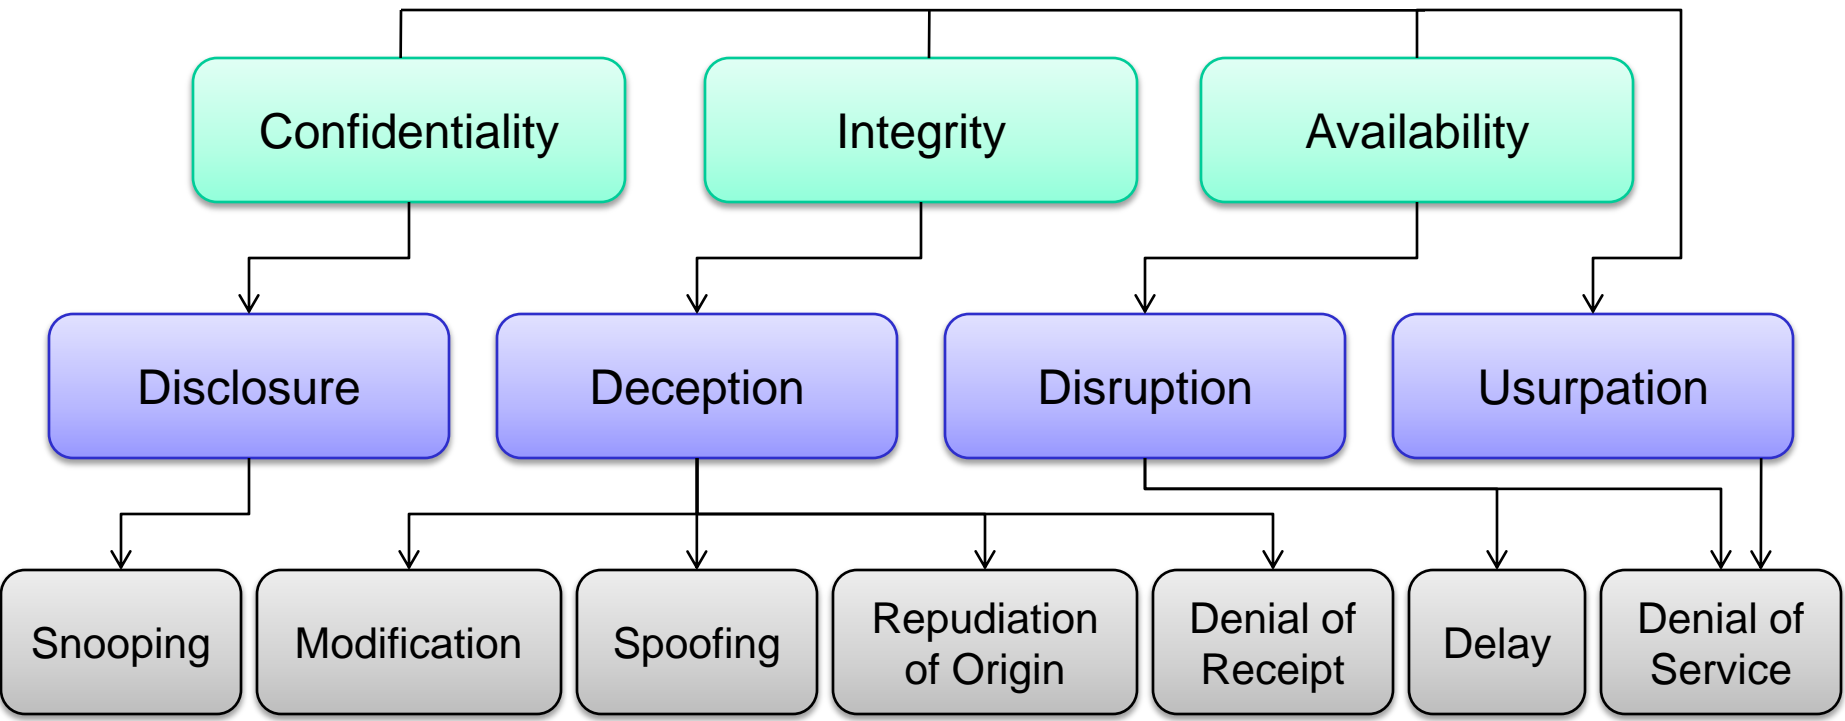 Confidentiality
Integrity
Availability
Disclosure
Deception
Disruption
Usurpation
Snooping
Modification
Spoofing
Repudiation
of Origin
Denial of
Receipt
Delay
Denial of
Service